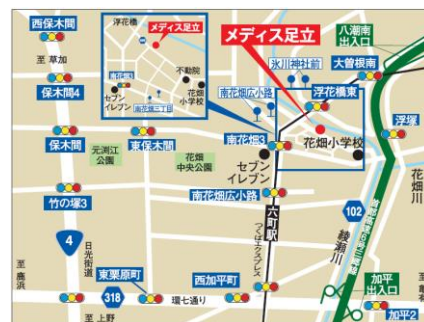 西保木間
至 草加
保木間4
保木間
元渕江
公園
東保木間
竹の塚3
4
日光街道
至 鹿浜
東栗原町
318
環七通り
至 上野
西加平町
浮花橋
メディス足立
南花畑3
セブン
イレブン
不動院
花畑
小学校
南花畑三丁目
メディス足立
氷川神社前
南花畑広小路
浮花橋東
大曽根南
八潮南
出入口
浮塚
花畑小学校
南花畑3
セブン
イレブン
花畑
中央公園
南花畑広小路
六町駅
つくばエクスプレス
102
綾瀬川
花畑川
加平
出入口
加平2